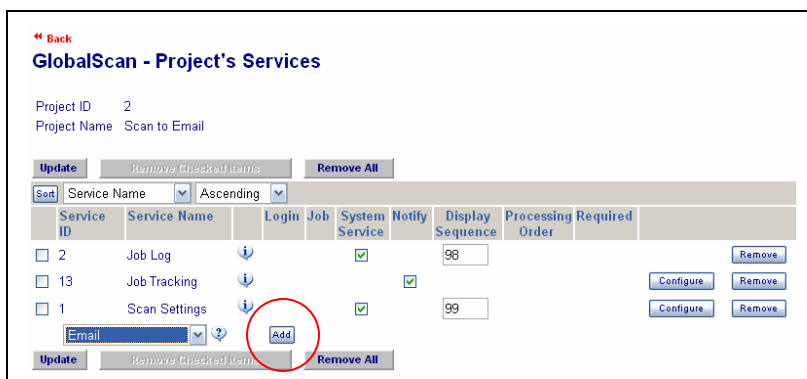 Back
GlobalScan - Project's Services
Project ID 2
Project Name Scan to Email
Update Remove Checked Items Remove All
Sort Service Name Ascending
Service ID Service Name Login Job System Service Notify Display Sequence Processing Order Required
2 Job Log 98 Remove
13 Job Tracking Configure Remove
1 Scan Settings 99 Configure Remove
Email Add
Update Remove Checked Items Remove All